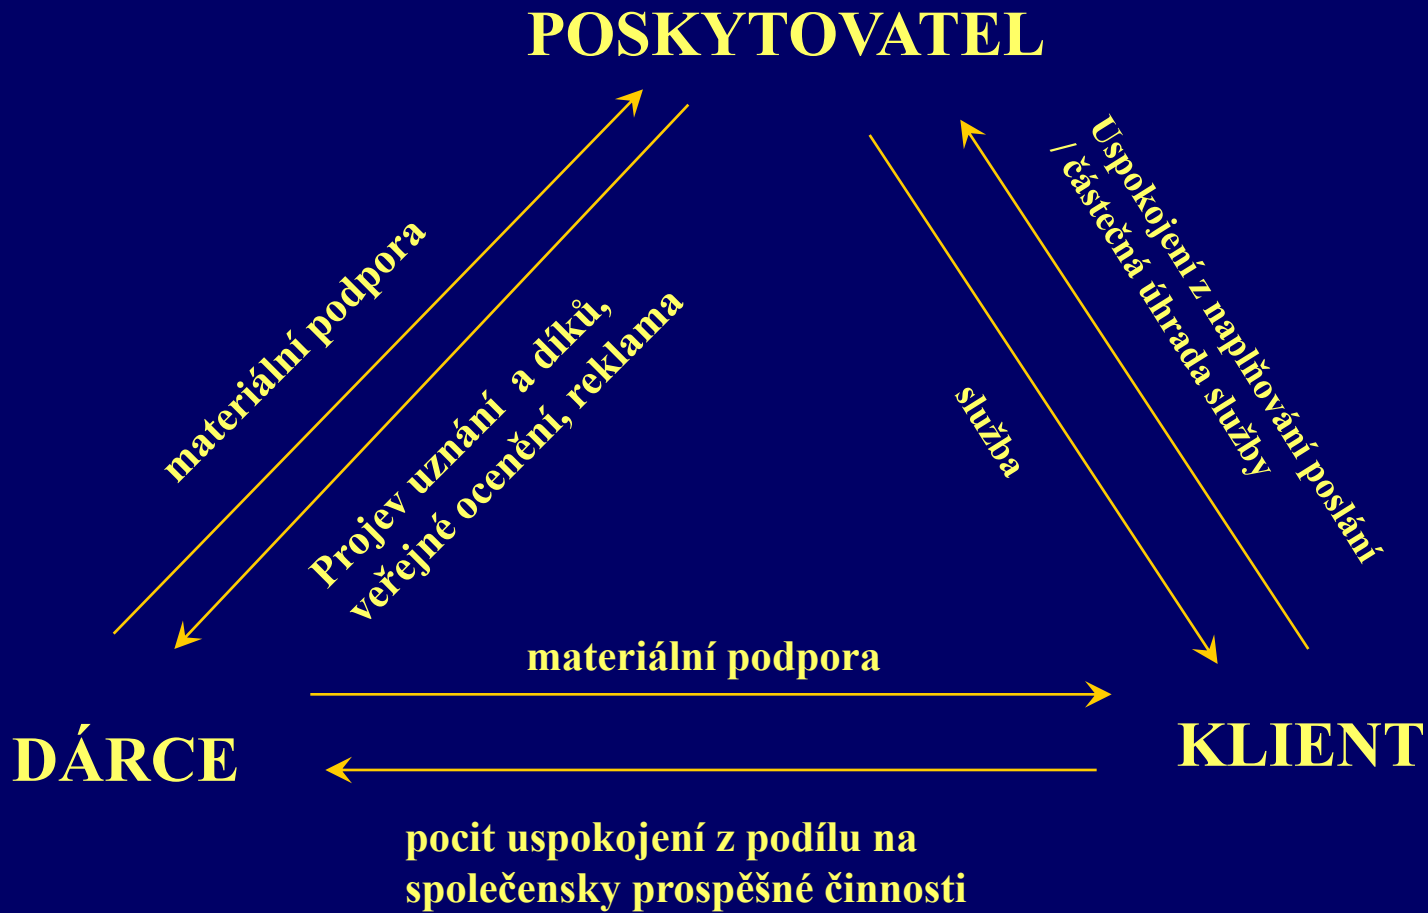 POSKYTOVATEL
materiální podpora
Projev uznání a díků,
veřejné ocenění, reklama
služba
Uspokojení z naplňování poslání
/ částečná úhrada služby
materiální podpora
DÁRCE
KLIENT
pocit uspokojení z podílu na
společensky prospěšné činnosti